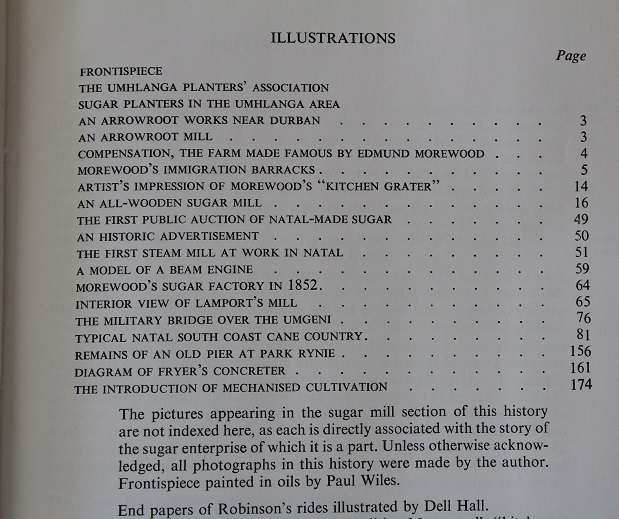 ILLUSTRATIONS
Page
FRONTISPIECE
THE UMHLANGA PLANTERS' ASSOCIATION
SUGAR PLANTERS IN THE UMHLANGA AREA
AN ARROWROOT WORKS NEAR DURBAN . . . . . . . . . 3
AN ARROWROOT MILL . . . . . . . . . . . . . 3
COMPENSATION, THE FARM MADE FAMOUS BY EDMUND MOREWOOD . . . 4
MOREWOOD'S IMMIGRATION BARRACKS . . . . . . . . . . 5
ARTIST'S IMPRESSION OF MOREWOOD'S "KITCHEN GRATER" . . . . . 14
AN ALL-WOODEN SUGAR MILL . . . . . . . . . . . 16
THE FIRST PUBLIC AUCTION OF NATAL-MADE SUGAR . . . . . . 49
AN HISTORIC ADVERTISEMENT . . . . . . . . . . . 50
THE FIRST STEAM MILL AT WORK IN NATAL . . . . . . . . 51
A MODEL OF A BEAM ENGINE . . . . . . . . . . . 59
MOREWOOD'S SUGAR FACTORY IN 1852. . . . . . . . . . 64
INTERIOR VIEW OF LAMPORT'S MILL . . . . . . . . . 65
THE MILITARY BRIDGE OVER THE UMGENI . . . . . . . . . 76
TYPICAL NATAL SOUTH COAST CANE COUNTRY. . . . . . . . 81
REMAINS OF AN OLD PIER AT PARK RYNIE . . . . . . . . . 156
DIAGRAM OF FRYER'S CONCRETER . . . . . . . . . . 161
THE INTRODUCTION OF MECHANISED CULTIVATION . . . . . . 174
The pictures appearing in the sugar mill section of this history
are not indexed here, as each is directly associated with the story of
the sugar enterprise of which it is a part. Unless otherwise acknow-
ledged, all photographs in this history were made by the author.
Frontispiece painted in oils by Paul Wiles.
End papers of Robinson's rides illustrated by Dell Hall.